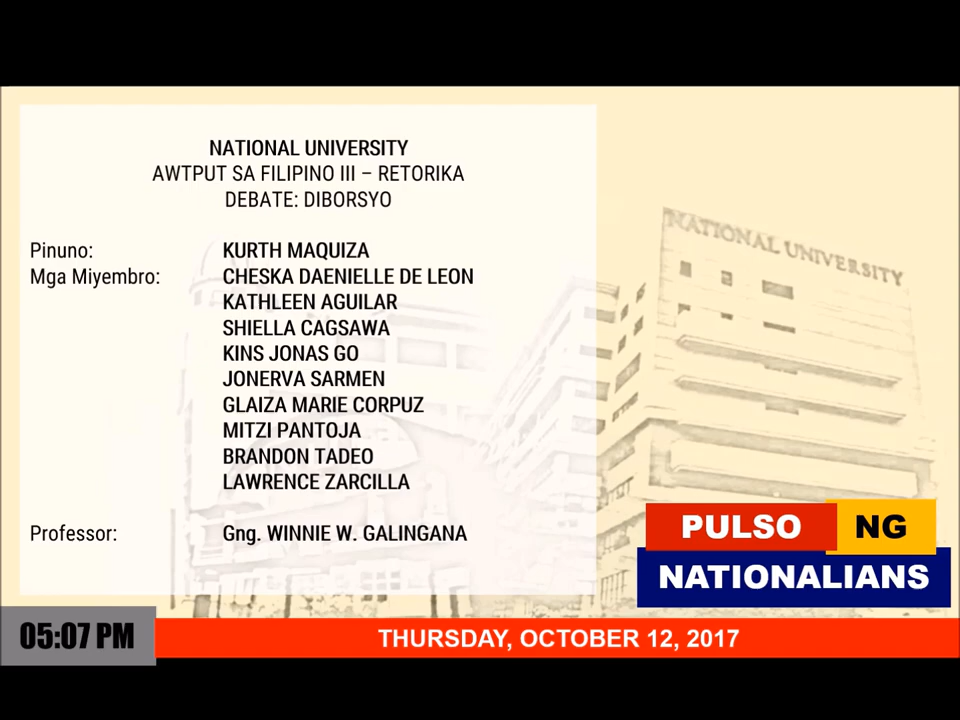 NATIONAL UNIVERSITY
AWTPUT SA FILIPINO III – RETORIKA
DEBATE: DIBORSYO
Pinuno: KURTH MAQUIZA
Mga Miyembro: CHESKA DAENIELLE DE LEON
KATHLEEN AGUILAR
SHIELLA CAGSAWA
KINS JONAS GO
JONERVA SARMEN
GLAIZA MARIE CORPUZ
MITZI PANTOJA
BRANDON TADEO
LAWRENCE ZARCILLA
Professor: Gng. WINNIE W. GALINGANA
NATIONAL UNIVERSITY
PULSO NG
NATIONALIANS
05:07 PM
THURSDAY, OCTOBER 12, 2017